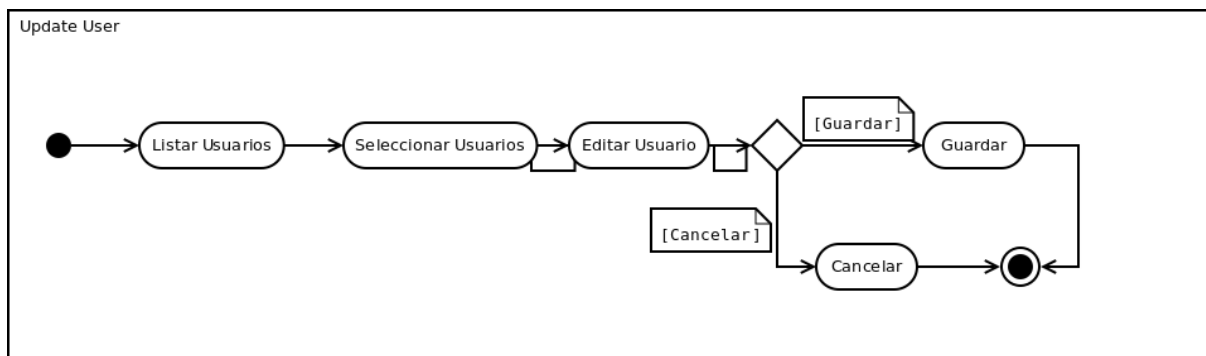 Update User
Listar Usuarios
Seleccionar Usuarios
Editar Usuario
[Guardar]
Guardar
[Cancelar]
Cancelar